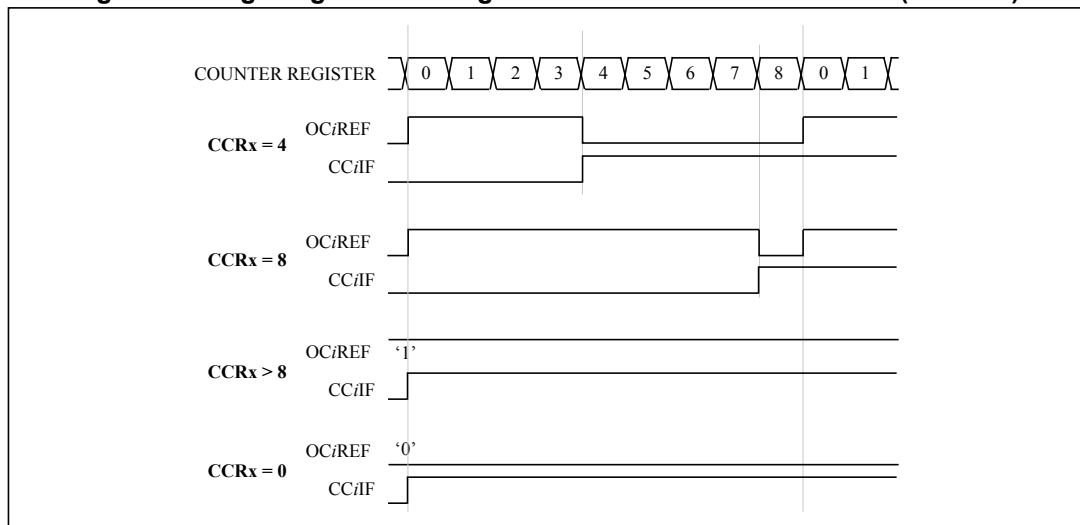 COUNTER REGISTER 0 1 2 3 4 5 6 7 8 0 1
CCRx = 4
OCiREF
CCiIF
CCRx = 8
OCiREF
CCiIF
CCRx > 8
OCiREF ‘1’
CCiIF
CCRx = 0
OCiREF ‘0’
CCiIF